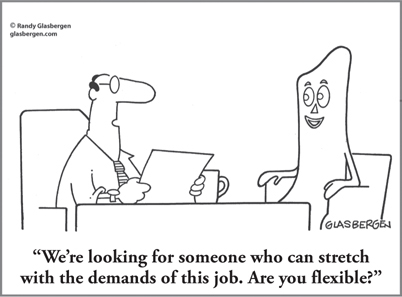 © Randy Glasbergen
glasbergen.com
GLASBERGEN
“We’re looking for someone who can stretch
with the demands of this job. Are you flexible?”